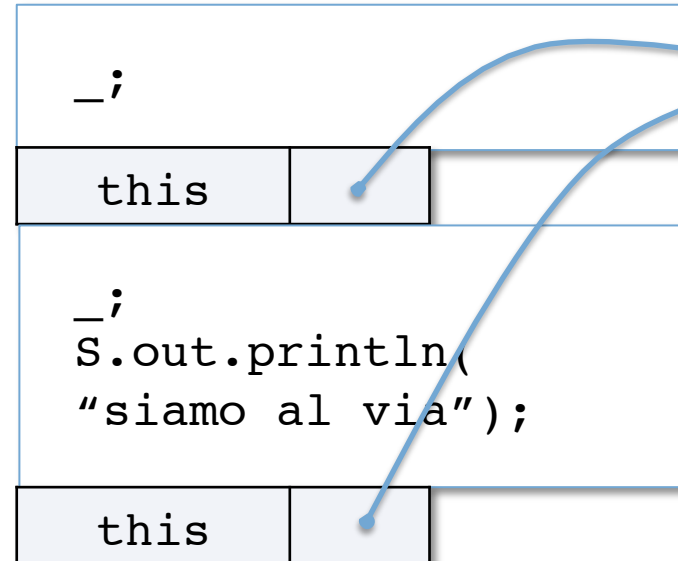 _;
this
_;
S.out.println(
“siamo al via”);
this